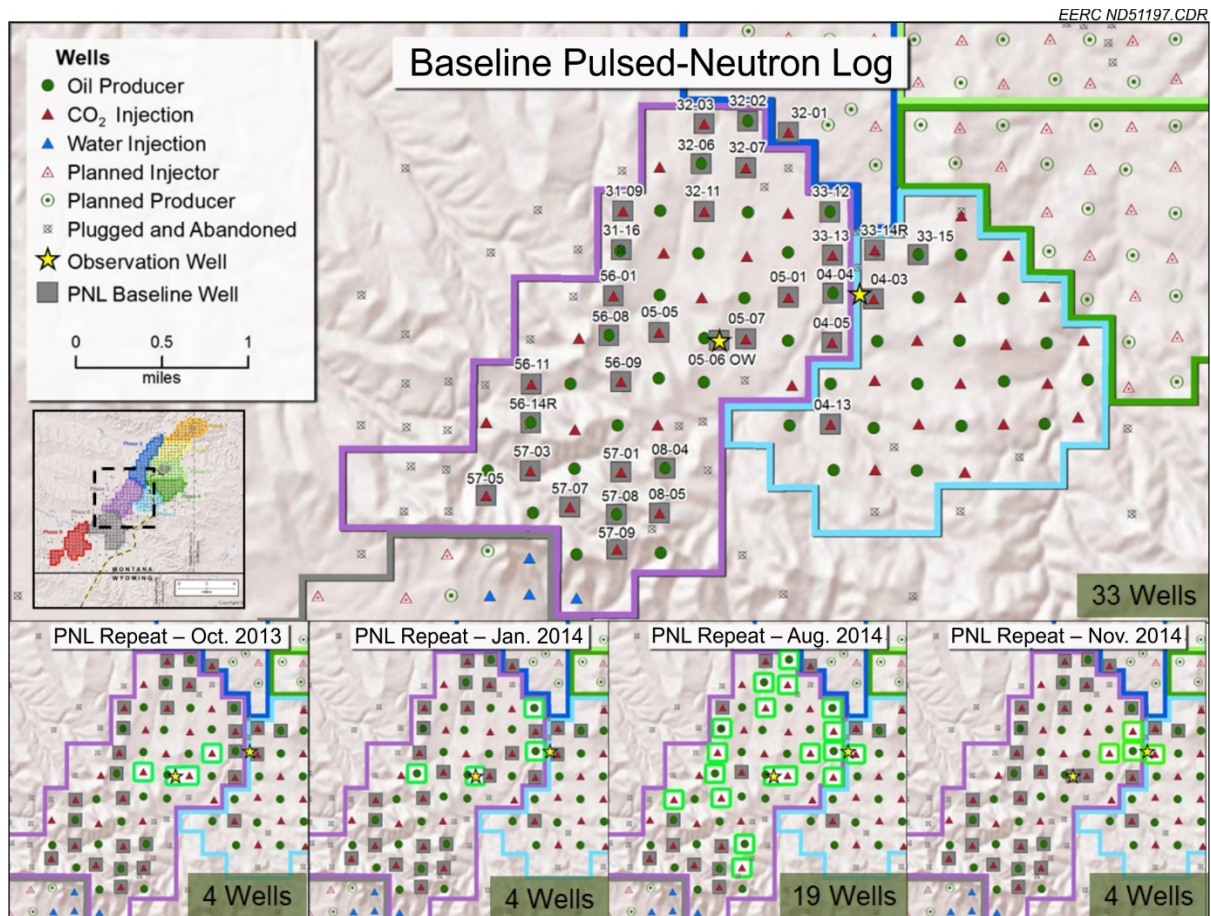 EERC ND51197.CDR
Baseline Pulsed-Neutron Log
Wells
Oil Producer
CO2 Injection
Water Injection
Planned Injector
Planned Producer
Plugged and Abandoned
Observation Well
PNL Baseline Well
0 0.5 1
miles
32-03
32-02
32-01
32-06
32-07
31-09
32-11
33-12
31-16
33-13
33-14R
33-15
56-01
05-01
04-04
04-03
56-08
05-05
05-07
04-05
05-06 OW
56-11
56-09
56-14R
04-13
57-03
57-01
08-04
57-05
57-07
57-08
08-05
57-09
MONTANA
WYOMING
33 Wells
PNL Repeat – Oct. 2013
4 Wells
PNL Repeat – Jan. 2014
4 Wells
PNL Repeat – Aug. 2014
19 Wells
PNL Repeat – Nov. 2014
4 Wells